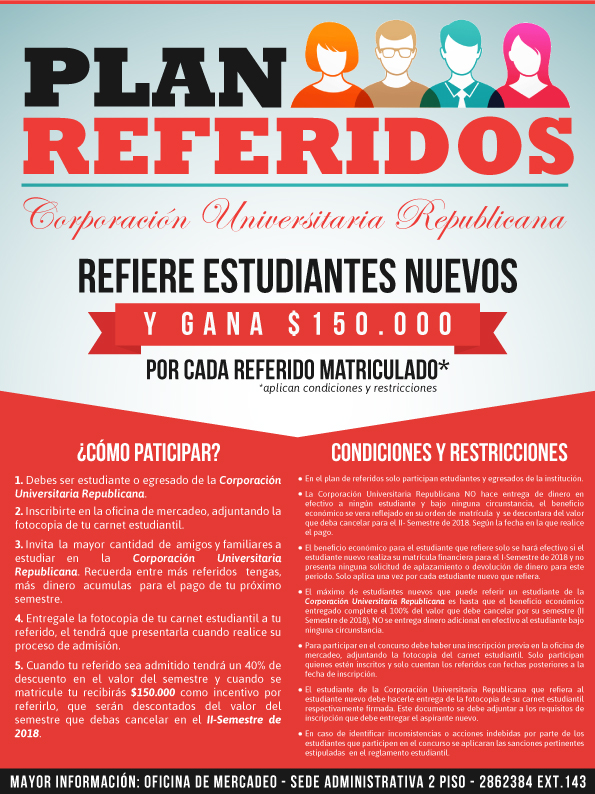 PLAN
REFERIDOS
Corporación Universitaria Republicana
REFIERE ESTUDIANTES NUEVOS
Y GANA $150.000
POR CADA REFERIDO MATRICULADO*
*aplican condiciones y restricciones
¿CÓMO PATICIPAR?
1. Debes ser estudiante o egresado de la Corporación
Universitaria Republicana.
2. Inscribirte en la oficina de mercadeo, adjuntando la
fotocopia de tu carnet estudiantil.
3. Invita la mayor cantidad de amigos y familiares a
estudiar en la Corporación Universitaria
Republicana. Recuerda entre más referidos tengas,
más dinero acumulas para el pago de tu próximo
semestre.
4. Entregale la fotocopia de tu carnet estudiantil a tu
referido, el tendrá que presentarla cuando realice su
proceso de admisión.
5. Cuando tu referido sea admitido tendrá un 40% de
descuento en el valor del semestre y cuando se
matricule tu recibirás $150.000 como incentivo por
referirlo, que serán descontados del valor del
semestre que debas cancelar en el II-Semestre de
2018.
CONDICIONES Y RESTRICCIONES
● En el plan de referidos solo participan estudiantes y egresados de la institución.
● La Corporación Universitaria Republicana NO hace entrega de dinero en
efectivo a ningún estudiante y bajo ninguna circunstancia, el beneficio
económico se vera reflejado en su orden de matrícula y se descontara del valor
que deba cancelar para el II- Semestre de 2018. Según la fecha en la que realice
el pago.
● El beneficio económico para el estudiante que refiere solo se hará efectivo si el
estudiante nuevo realiza su matrícula financiera para el I-Semestre de 2018 y no
presenta ninguna solicitud de aplazamiento o devolución de dinero para este
periodo. Solo aplica una vez por cada estudiante nuevo que refiera.
● El máximo de estudiantes nuevos que puede referir un estudiante de la
Corporación Universitaria Republicana es hasta que el beneficio económico
entregado complete el 100% del valor que debe cancelar por su semestre (II
Semestre de 2018), NO se entrega dinero adicional en efectivo al estudiante bajo
ninguna circunstancia.
● Para participar en el concurso debe haber una inscripción previa en la oficina de
mercadeo, adjuntando la fotocopia del carnet estudiantil. Solo participan
quienes estén inscritos y solo cuentan los referidos con fechas posteriores a la
fecha de inscripción.
● El estudiante de la Corporación Universitaria Republicana que refiera al
estudiante nuevo debe hacerle entrega de la fotocopia de su carnet estudiantil
respectivamente firmada. Este documento se debe adjuntar a los requisitos de
inscripción que debe entregar el aspirante nuevo.
● En caso de identificar inconsistencias o acciones indebidas por parte de los
estudiantes que participen en el concurso se aplicaran las sanciones pertinentes
estipuladas en el reglamento estudiantil.
MAYOR INFORMACIÓN: OFICINA DE MERCADEO - SEDE ADMINISTRATIVA 2 PISO - 2862384 EXT.143